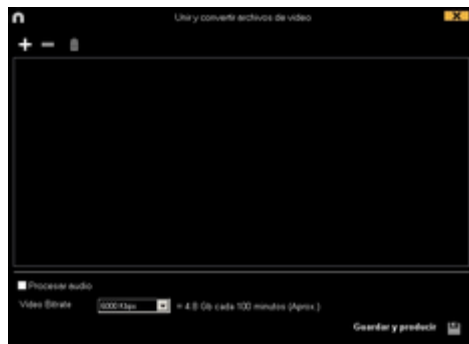 Unir y convertir archivos de video
X
Procesar audio
Video Bitrate 6000 Kbps = 4.8 Gb cada 100 minutos (Aprox.)
Guardar y producir